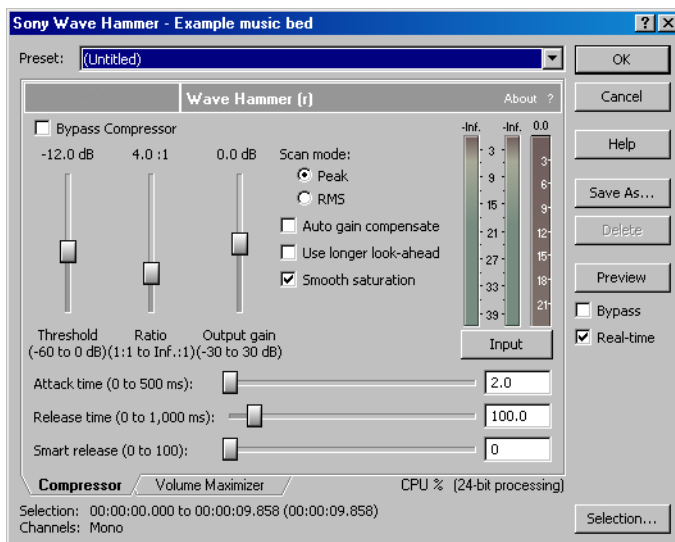 Sony Wave Hammer - Example music bed
Preset: (Untitled)
OK
Wave Hammer (r) About ?
Cancel
Bypass Compressor
-Inf. -Inf. 0.0
Help
-12.0 dB 4.0 :1 0.0 dB Scan mode:
Peak
RMS
Auto gain compensate
Use longer look-ahead
Smooth saturation
3
9
15
21
27
33
39
3
6
9
12
15
18
21
Save As...
Delete
Preview
Bypass
Real-time
Threshold Ratio Output gain
(-60 to 0 dB)(1:1 to Inf.:1)(-30 to 30 dB)
Input
Attack time (0 to 500 ms): 2.0
Release time (0 to 1,000 ms): 100.0
Smart release (0 to 100): 0
Compressor Volume Maximizer CPU % (24-bit processing)
Selection: 00:00:00.000 to 00:00:09.858 (00:00:09.858)
Channels: Mono
Selection...